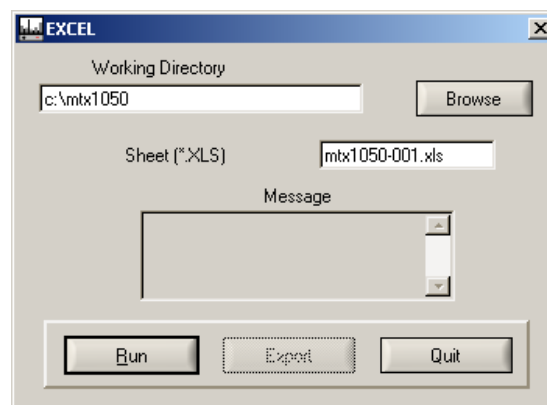 EXCEL
Working Directory
c:\mtx1050
Browse
Sheet (*.XLS)
mtx1050-001.xls
Message
Run
Export
Quit